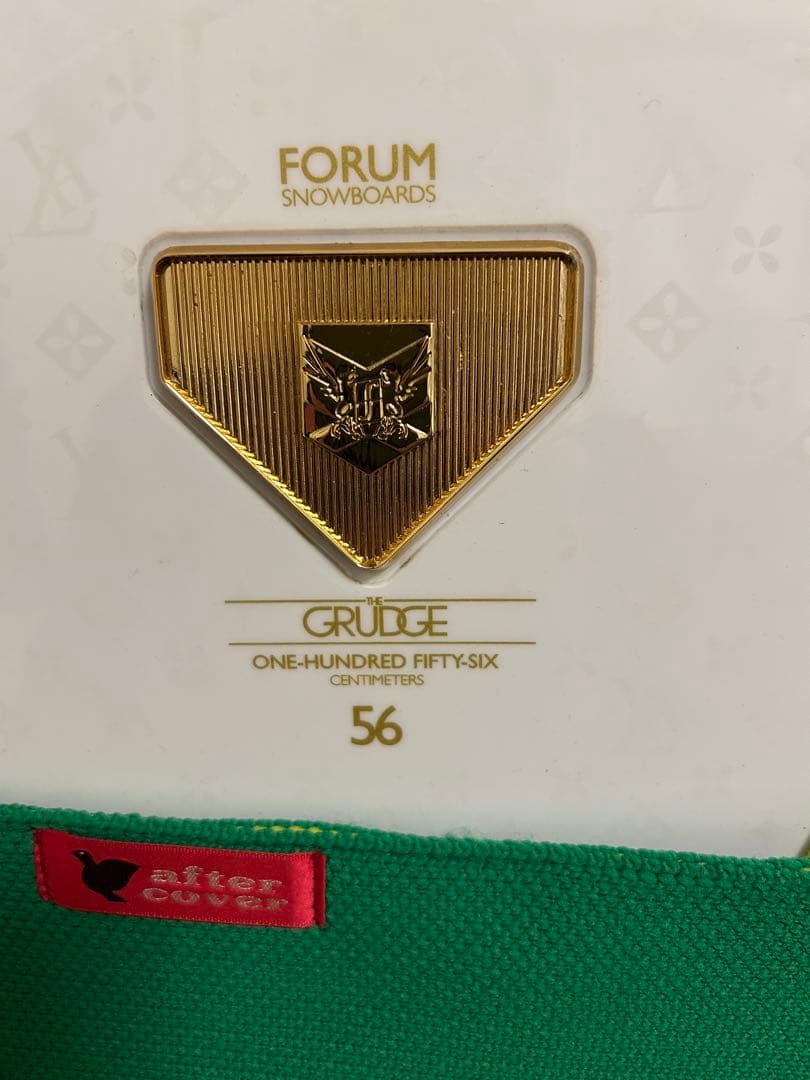 FORUM
SNOWBOARDS
THE
GRUDGE
ONE-HUNDRED FIFTY-SIX
CENTIMETERS
56
after
cover